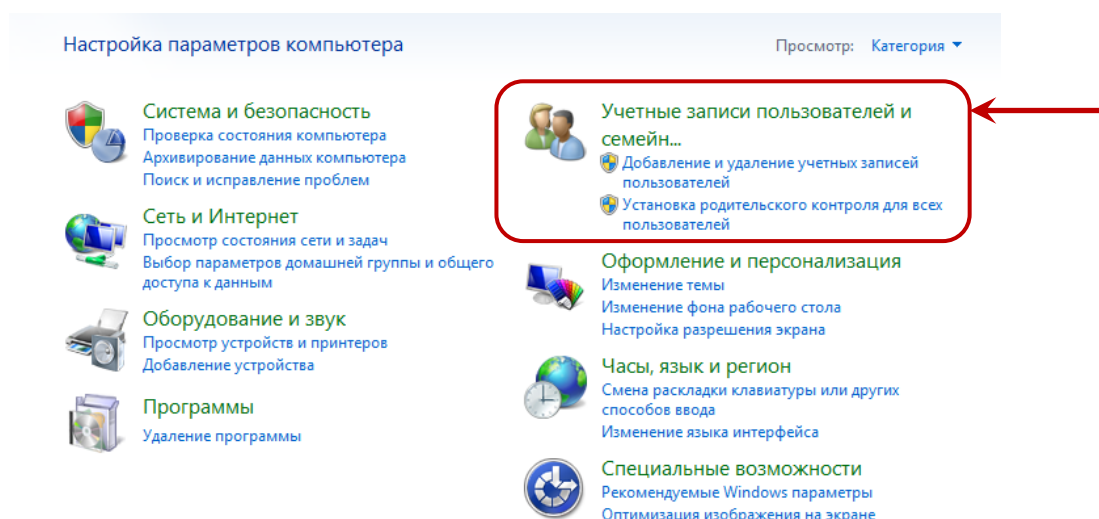 Настройка параметров компьютера
Просмотр: Категория
Система и безопасность
Проверка состояния компьютера
Архивирование данных компьютера
Поиск и исправление проблем
Сеть и Интернет
Просмотр состояния сети и задач
Выбор параметров домашней группы и общего
доступа к данным
Оборудование и звук
Просмотр устройств и принтеров
Добавление устройства
Программы
Удаление программы
Учетные записи пользователей и
семейн...
Добавление и удаление учетных записей
пользователей
Установка родительского контроля для всех
пользователей
Оформление и персонализация
Изменение темы
Изменение фона рабочего стола
Настройка разрешения экрана
Часы, язык и регион
Смена раскладки клавиатуры или других
способов ввода
Изменение языка интерфейса
Специальные возможности
Рекомендуемые Windows параметры
Оптимизация изображения на экране